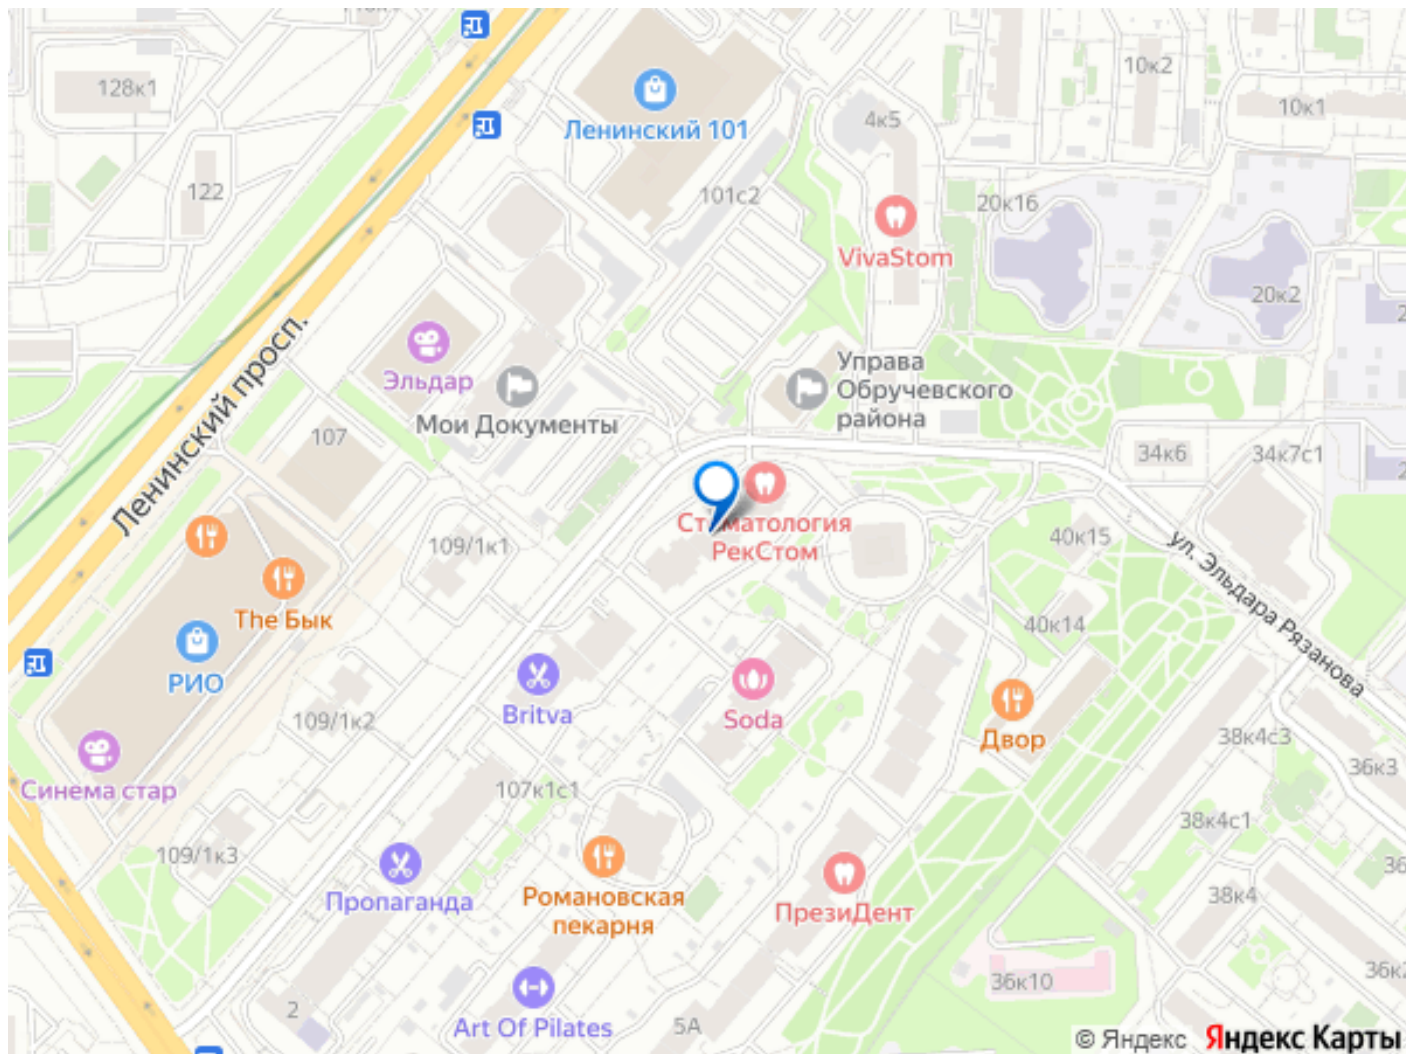 128к1
10к2
10к1
Ленинский 101
4к5
122
101с2
20к16
VivaStom
20к2
Ленинский просп.
Эльдар
Мои Документы
Управа
Обручевского
района
107
34к6
34к7с1
Стоматология
РекСтом
109/1к1
40к15
ул. Эльдара Рязанова
The Бык
40к14
РИО
Britva
Soda
Двор
109/1к2
38к4с3
36к3
Синема стар
107к1с1
38к4с1
109/1к3
Пропаганда
Романовская
пекарня
ПрезиДент
38к4
36к10
2
Art Of Pilates
5А
© Яндекс Яндекс Карты